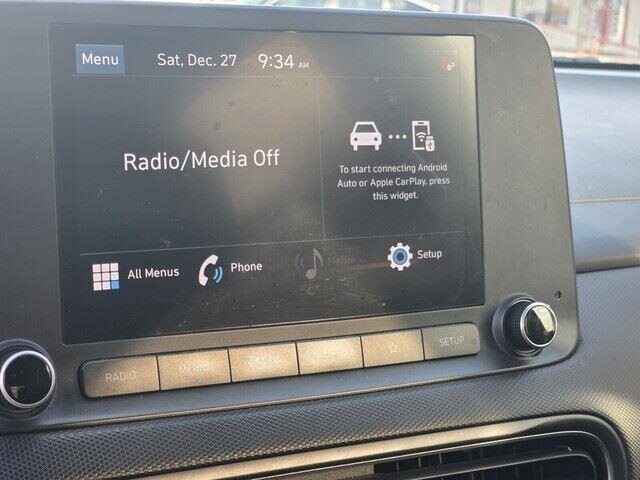 Menu Sat, Dec. 27 9:34 AM
Radio/Media Off
To start connecting Android
Auto or Apple CarPlay, press
this widget.
All Menus Phone Media Setup
RADIO MEDIA SETUP